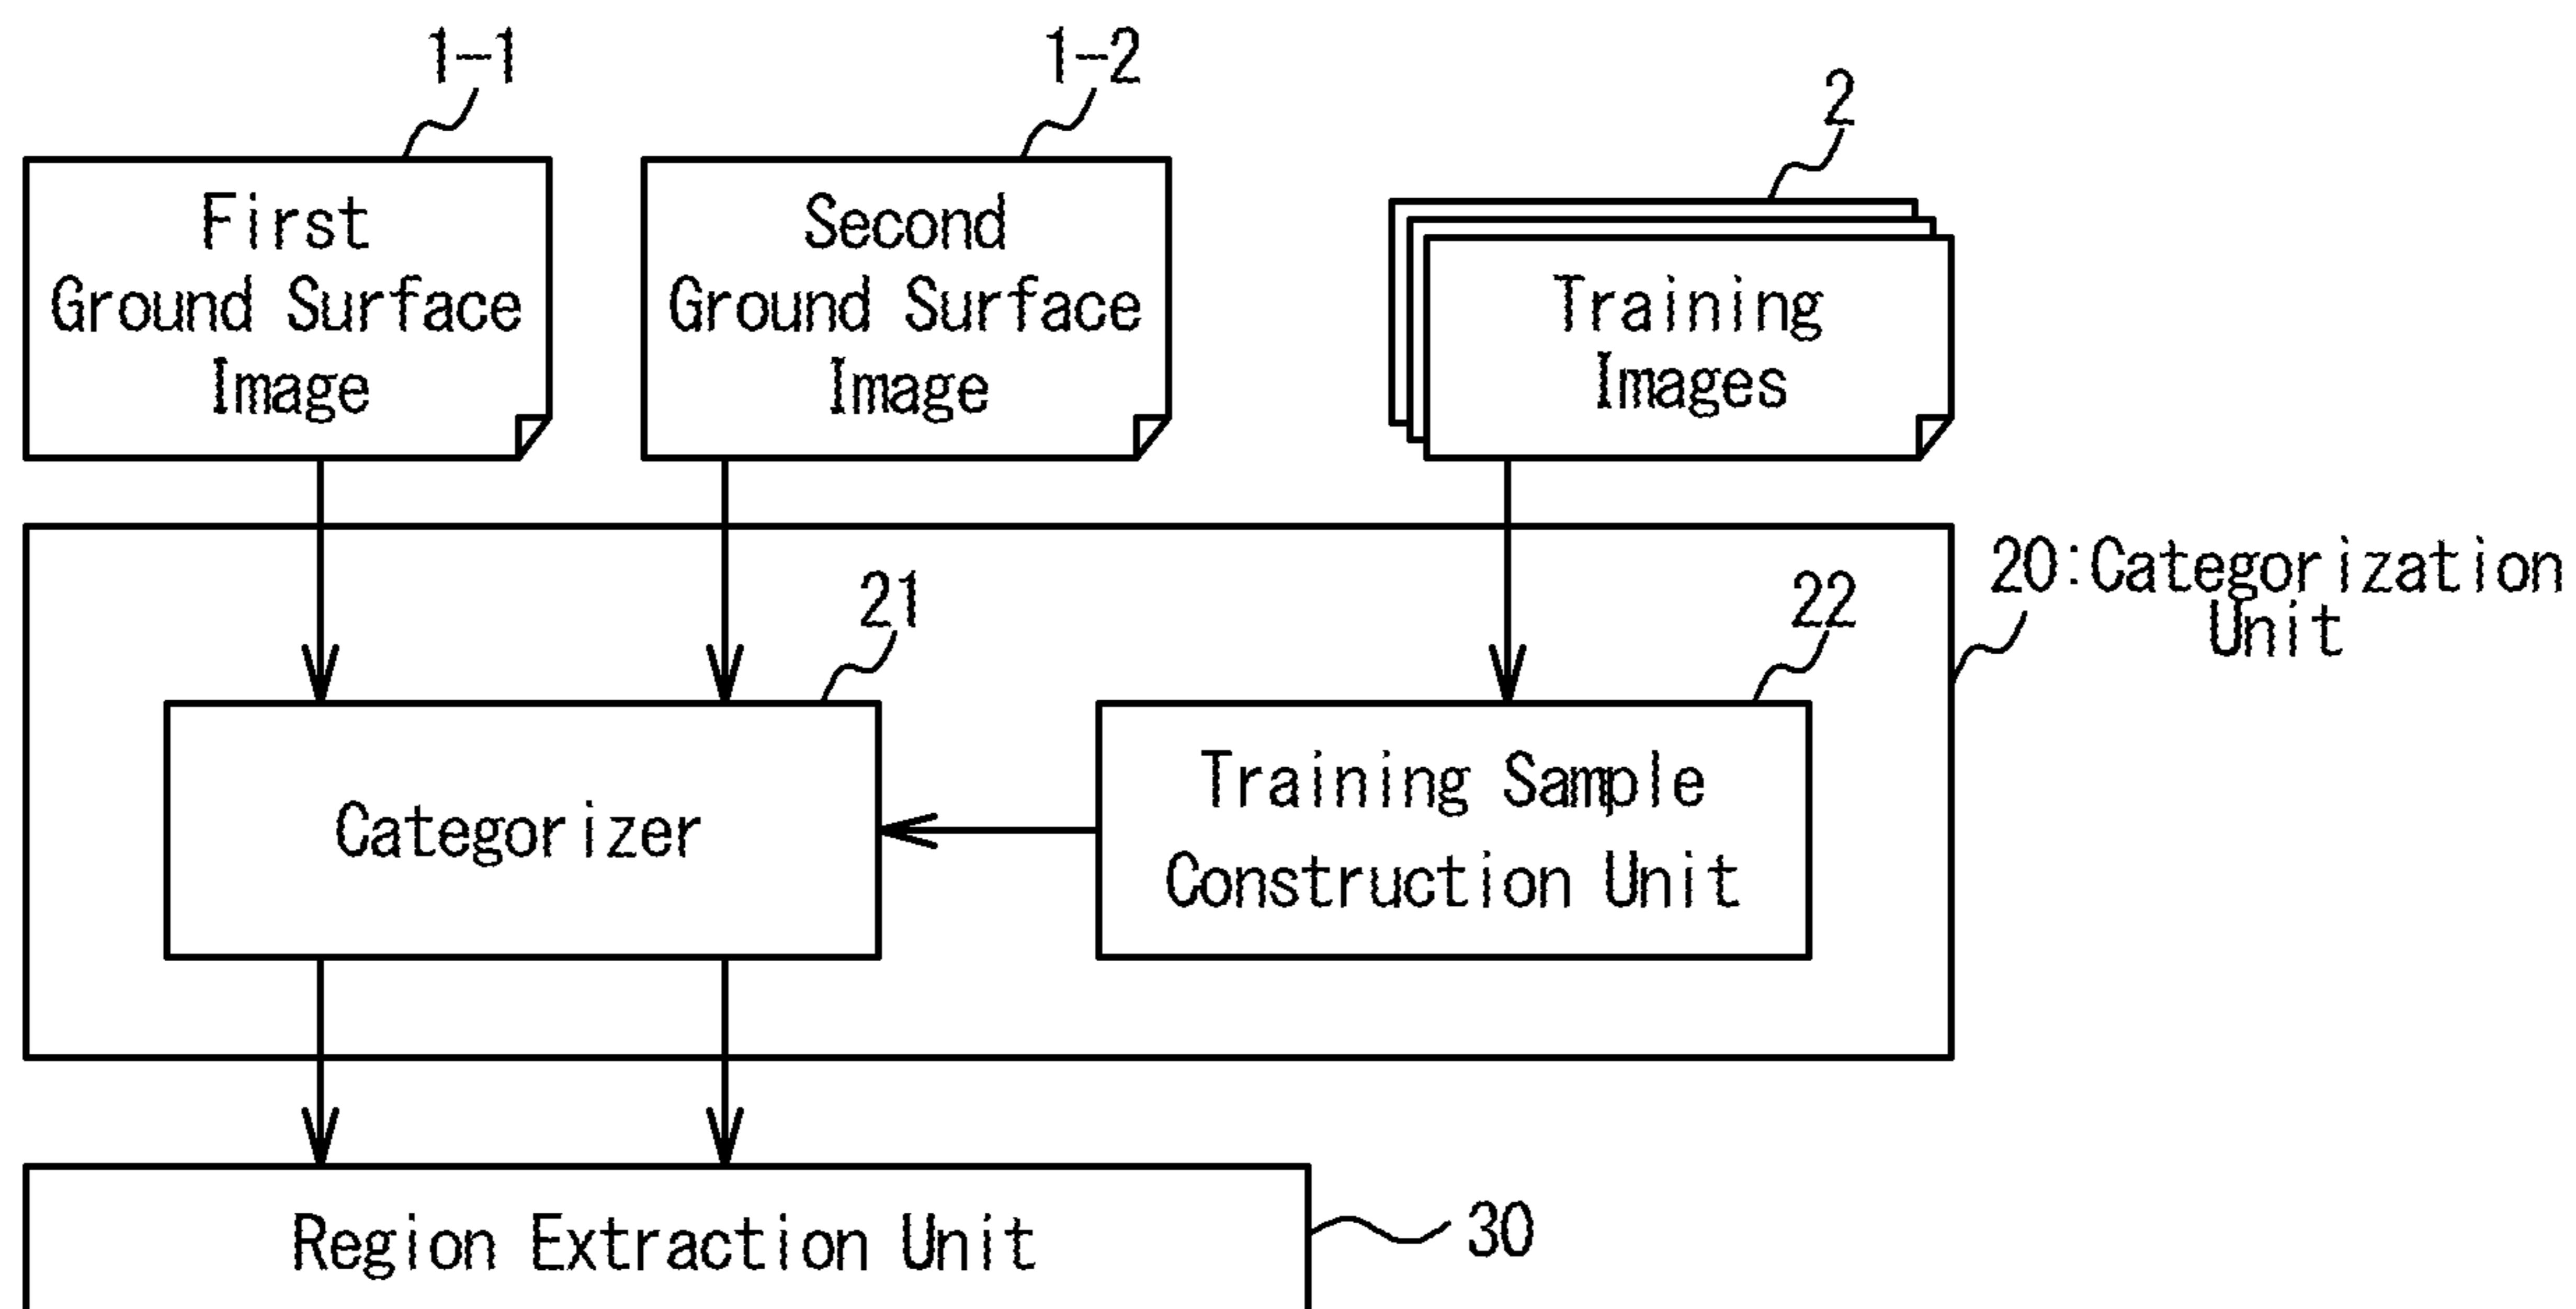 1-1
1-2
2
First
Ground Surface
Image
Second
Ground Surface
Image
Training
Images
20:Categorization
Unit
21
22
Categorizer
Training Sample
Construction Unit
Region Extraction Unit
30